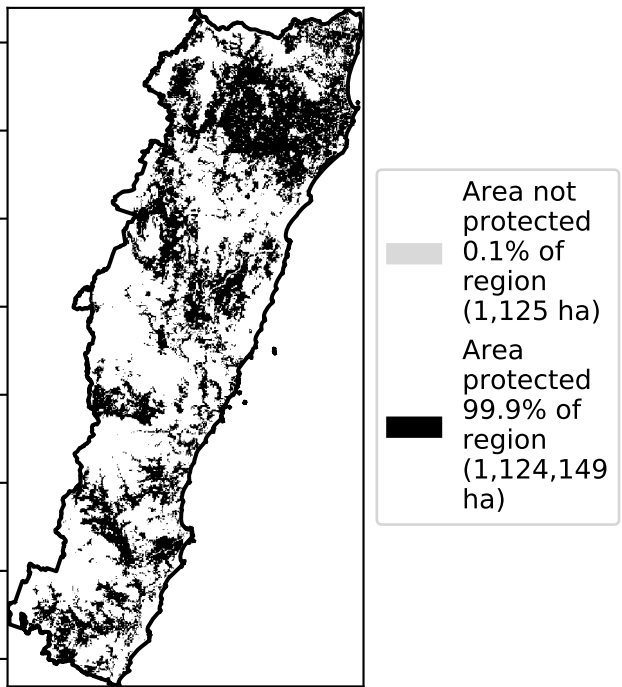 Area not
protected
0.1% of
region
(1,125 ha)
Area
protected
99.9% of
region
(1,124,149
ha)